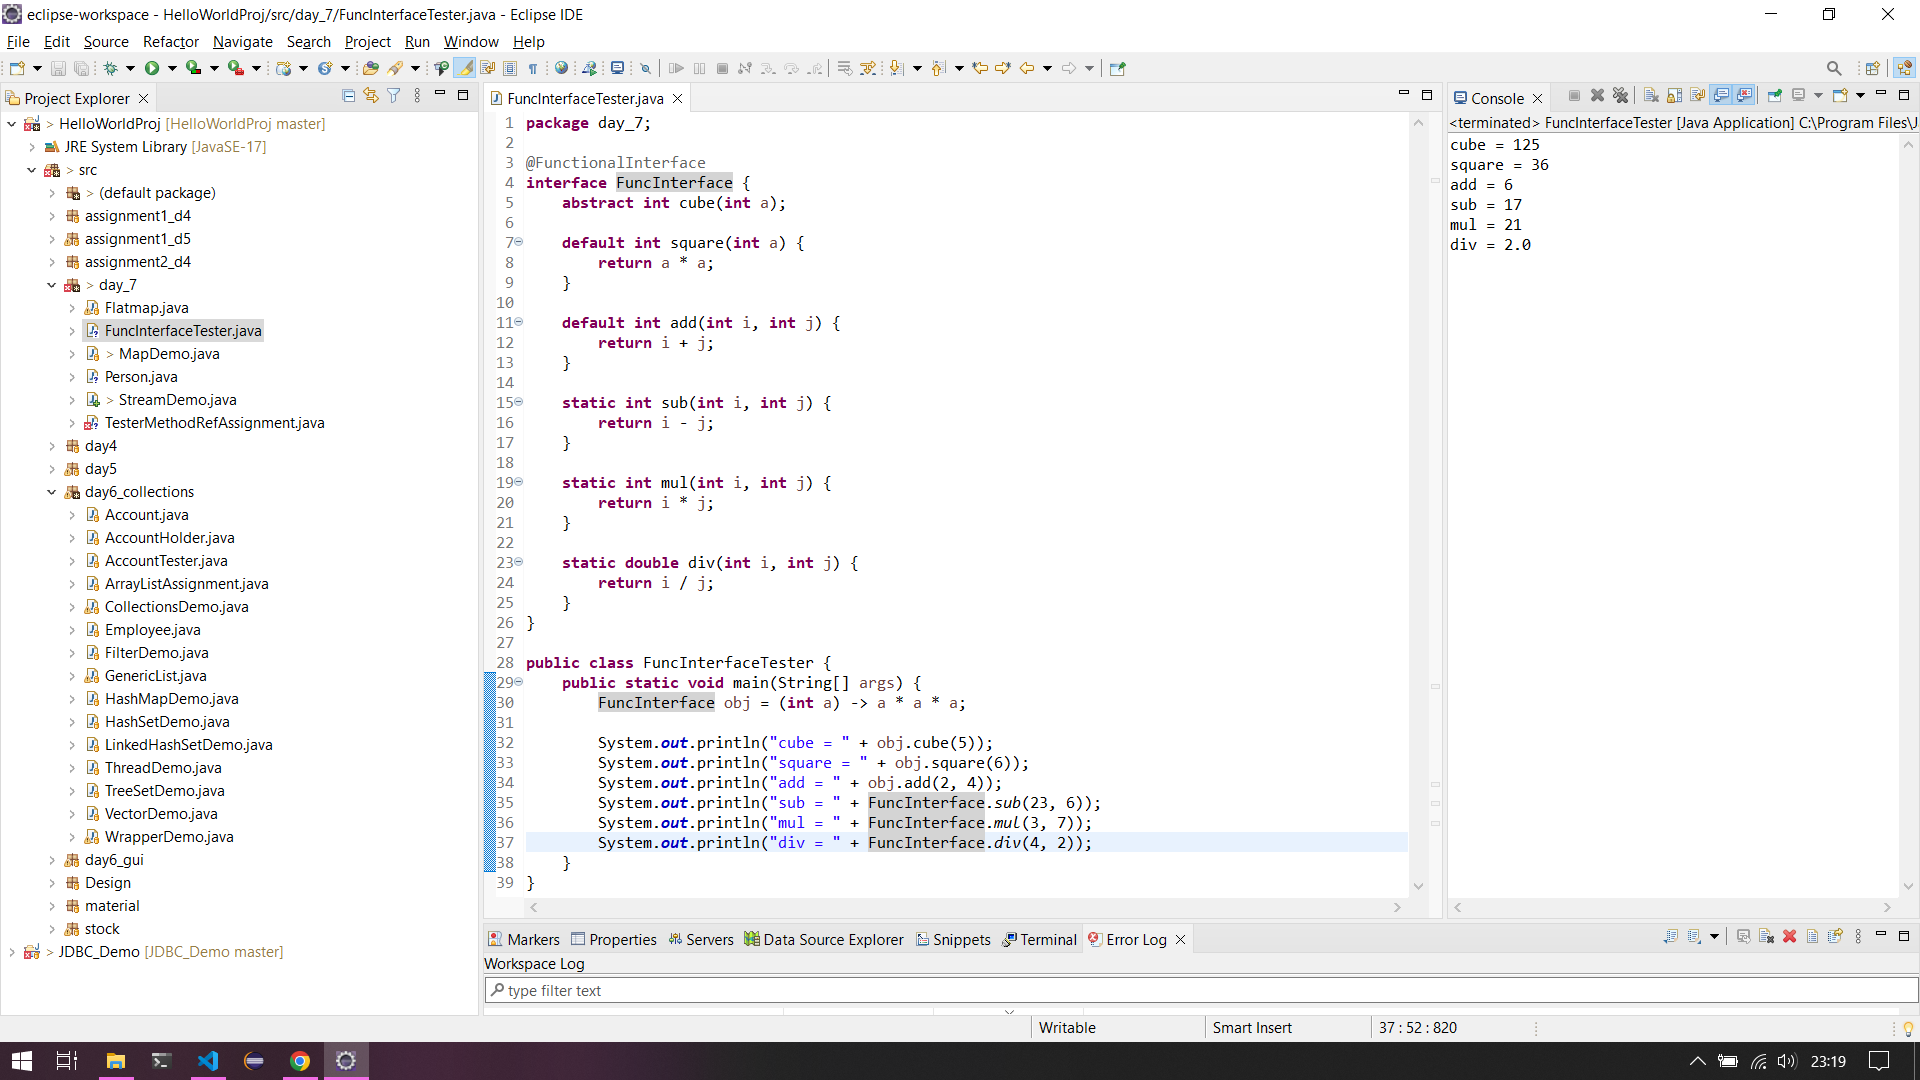 eclipse-workspace - HelloWorldProj/src/day_7/FuncInterfaceTester.java - Eclipse IDE
File Edit Source Refactor Navigate Search Project Run Window Help
Project Explorer
> HelloWorldProj [HelloWorldProj master]
JRE System Library [JavaSE-17]
> src
> (default package)
assignment1_d4
assignment1_d5
assignment2_d4
> day_7
Flatmap.java
FuncInterfaceTester.java
> MapDemo.java
Person.java
> StreamDemo.java
TesterMethodRefAssignment.java
day4
day5
day6_collections
Account.java
AccountHolder.java
AccountTester.java
ArrayListAssignment.java
CollectionsDemo.java
Employee.java
FilterDemo.java
GenericList.java
HashMapDemo.java
HashSetDemo.java
LinkedHashSetDemo.java
ThreadDemo.java
TreeSetDemo.java
VectorDemo.java
WrapperDemo.java
day6_gui
Design
material
stock
> JDBC_Demo [JDBC_Demo master]
FuncInterfaceTester.java
1 package day_7;
2
3 @FunctionalInterface
4 interface FuncInterface {
5 abstract int cube(int a);
6
7 default int square(int a) {
8 return a * a;
9 }
10
11 default int add(int i, int j) {
12 return i + j;
13 }
14
15 static int sub(int i, int j) {
16 return i - j;
17 }
18
19 static int mul(int i, int j) {
20 return i * j;
21 }
22
23 static double div(int i, int j) {
24 return i / j;
25 }
26 }
27
28 public class FuncInterfaceTester {
29 public static void main(String[] args) {
30 FuncInterface obj = (int a) -> a * a * a;
31
32 System.out.println("cube = " + obj.cube(5));
33 System.out.println("square = " + obj.square(6));
34 System.out.println("add = " + obj.add(2, 4));
35 System.out.println("sub = " + FuncInterface.sub(23, 6));
36 System.out.println("mul = " + FuncInterface.mul(3, 7));
37 System.out.println("div = " + FuncInterface.div(4, 2));
38 }
39 }
Console
<terminated> FuncInterfaceTester [Java Application] C:\Program Files\J
cube = 125
square = 36
add = 6
sub = 17
mul = 21
div = 2.0
Markers Properties Servers Data Source Explorer Snippets Terminal Error Log
Workspace Log
type filter text
Writable Smart Insert 37 : 52 : 820
23:19